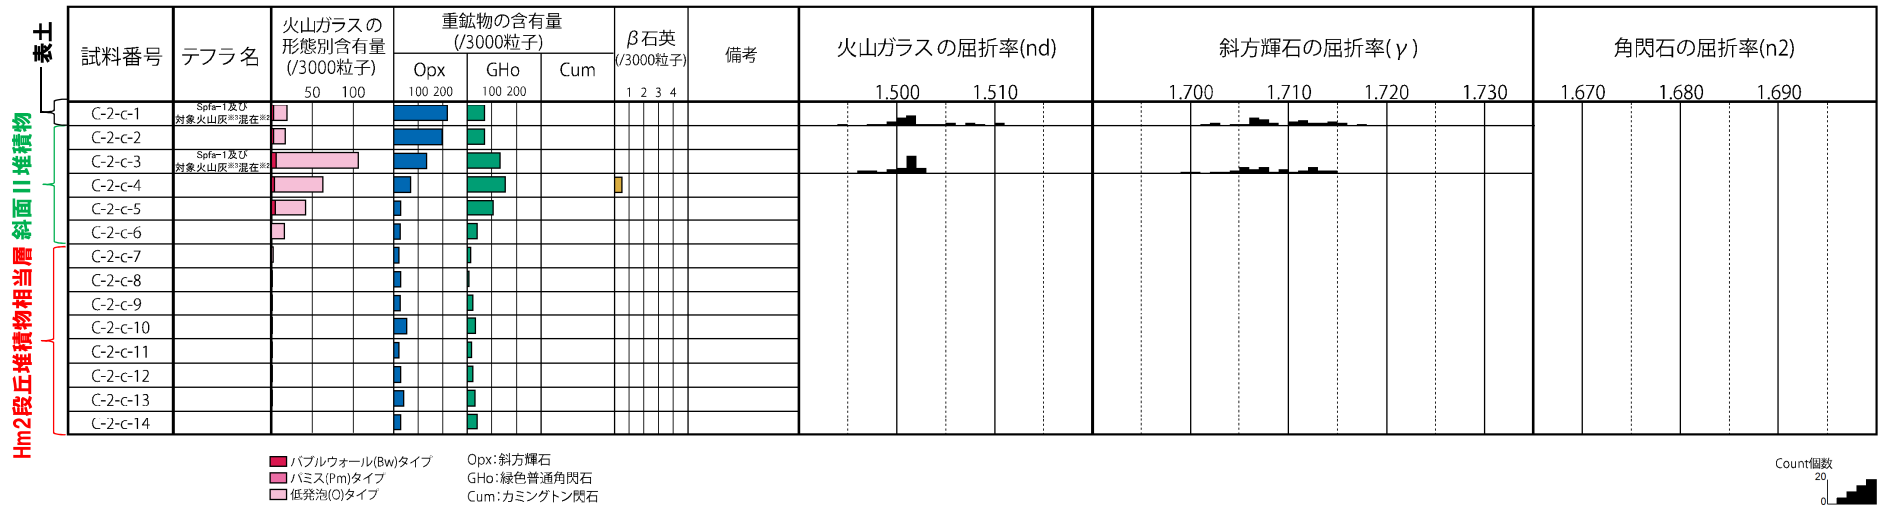 表土
斜面II堆積物
Hm2段丘堆積物相当層
試料番号
テフラ名
火山ガラスの
形態別含有量
(/3000粒子)
50 100
重鉱物の含有量
(/3000粒子)
Opx GHo Cum
100 200 100 200
β石英
(/3000粒子)
1 2 3 4
備考
火山ガラスの屈折率(nd)
1.500 1.510
斜方輝石の屈折率(γ)
1.700 1.710 1.720 1.730
角閃石の屈折率(n2)
1.670 1.680 1.690
C-2-c-1
Spfa-1及び
対象火山灰※3混在※2
C-2-c-2
C-2-c-3
Spfa-1及び
対象火山灰※3混在※2
C-2-c-4
C-2-c-5
C-2-c-6
C-2-c-7
C-2-c-8
C-2-c-9
C-2-c-10
C-2-c-11
C-2-c-12
C-2-c-13
C-2-c-14
バブルウォール(Bw)タイプ
パミス(Pm)タイプ
低発泡(O)タイプ
Opx:斜方輝石
GHo:緑色普通角閃石
Cum:カミングトン閃石
Count個数
20
0